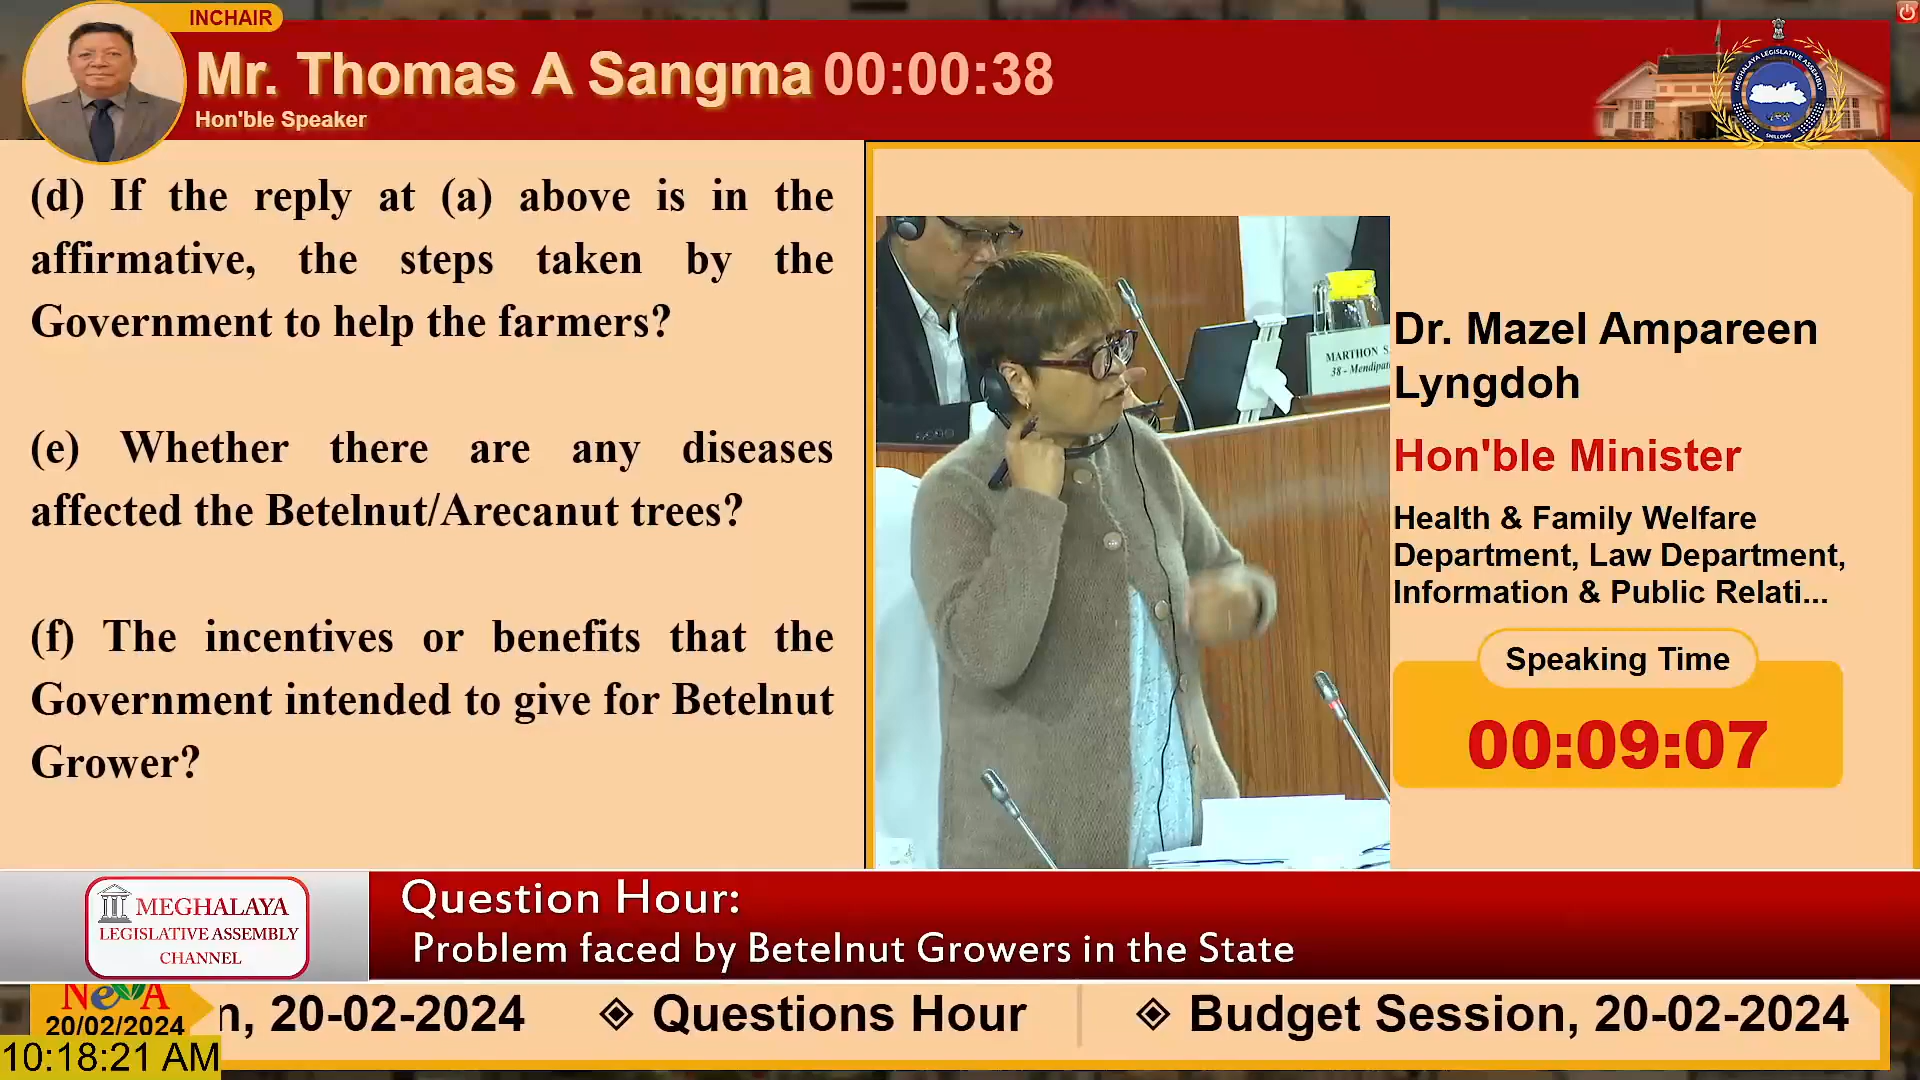 INCHAIR
Mr. Thomas A Sangma 00:00:38
Hon'ble Speaker
MEGHALAYA LEGISLATIVE ASSEMBLY
SHILLONG
(d) If the reply at (a) above is in the
affirmative, the steps taken by the
Government to help the farmers?
(e) Whether there are any diseases
affected the Betelnut/Arecanut trees?
(f) The incentives or benefits that the
Government intended to give for Betelnut
Grower?
MARTHON S
38 - Mendipat
Dr. Mazel Ampareen
Lyngdoh
Hon'ble Minister
Health & Family Welfare
Department, Law Department,
Information & Public Relati...
Speaking Time
00:09:07
MEGHALAYA
LEGISLATIVE ASSEMBLY
CHANNEL
Question Hour:
Problem faced by Betelnut Growers in the State
NeVA
20/02/2024
10:18:21 AM
n, 20-02-2024 Questions Hour Budget Session, 20-02-2024